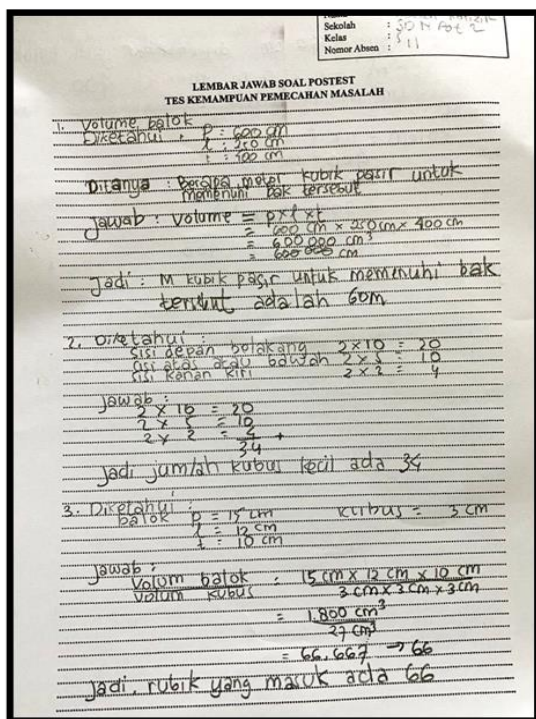 Sekolah :
Kelas :
Nomor Absen : 11
LEMBAR JAWAB SOAL POSTEST
TES KEMAMPUAN PEMECAHAN MASALAH
1. Volume balok
Diketahui : p : 600 cm
l : 250 cm
t : 400 cm
Ditanya : Berapa meter kubik pasir untuk
memenuhi bak tersebut
Jawab : Volume = p x l x t
= 600 cm x 250 cm x 400 cm
= 600 000 cm³
= 600000 cm
Jadi : M kubik pasir untuk memenuhi bak
tersebut adalah 60m
2. Diketahui :
Sisi depan belakang 2 x 10 = 20
sisi atas atau bawah 2 x 5 = 10
sisi kanan kiri 2 x 2 = 4
Jawab :
2 x 10 = 20
2 x 5 = 10
2 x 2 = 4 +
34
Jadi jumlah kubus kecil ada 34
3. Diketahui :
balok p = 15 cm kubus = 3 cm
l = 12 cm
t = 10 cm
Jawab :
Volum balok : 15 cm x 12 cm x 10 cm
Volum kubus 3 cm x 3 cm x 3 cm
= 1.800 cm³
27 cm³
= 66,667 → 66
Jadi, rubik yang masuk ada 66